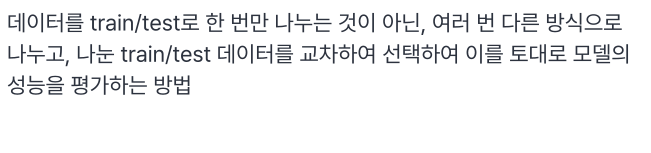 데이터를 train/test로 한 번만 나누는 것이 아닌, 여러 번 다른 방식으로
나누고, 나눈 train/test 데이터를 교차하여 선택하여 이를 토대로 모델의
성능을 평가하는 방법